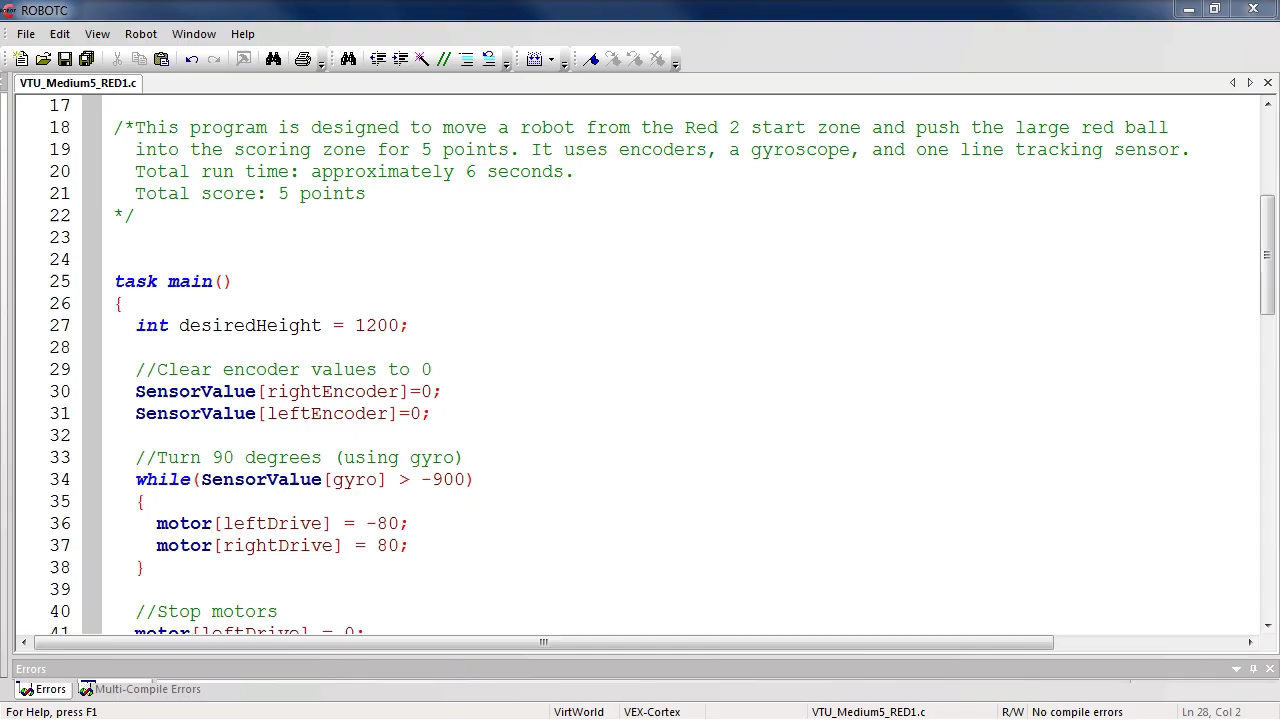 ROBOTC
File Edit View Robot Window Help
VTU_Medium5_RED1.c
17
18 /*This program is designed to move a robot from the Red 2 start zone and push the large red ball
19 into the scoring zone for 5 points. It uses encoders, a gyroscope, and one line tracking sensor.
20 Total run time: approximately 6 seconds.
21 Total score: 5 points
22 */
23
24
25 task main()
26 {
27 int desiredHeight = 1200;
28
29 //Clear encoder values to 0
30 SensorValue[rightEncoder]=0;
31 SensorValue[leftEncoder]=0;
32
33 //Turn 90 degrees (using gyro)
34 while(SensorValue[gyro] > -900)
35 {
36 motor[leftDrive] = -80;
37 motor[rightDrive] = 80;
38 }
39
40 //Stop motors
41 motor[leftDrive] = 0;
Errors
Errors Multi-Compile Errors
For Help, press F1 VirtWorld VEX-Cortex VTU_Medium5_RED1.c R/W No compile errors Ln 28, Col 2